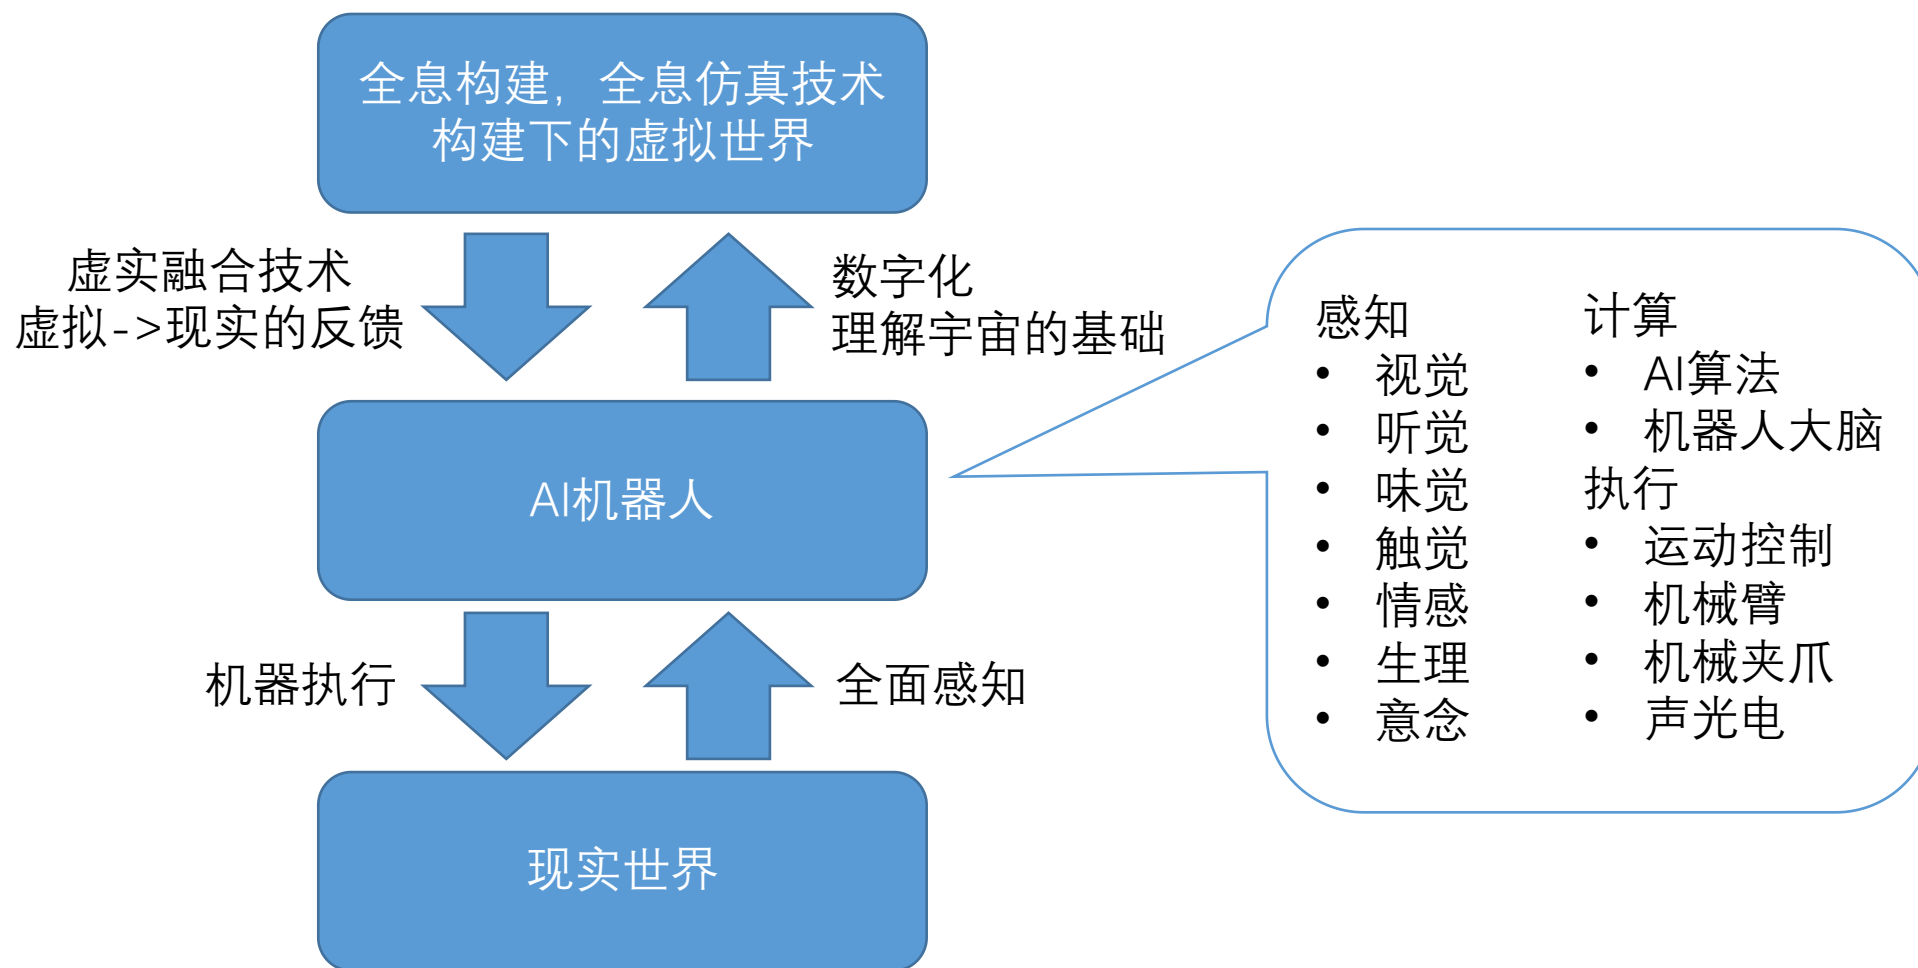 全息构建，全息仿真技术
构建下的虚拟世界
虚实融合技术
虚拟->现实的反馈
数字化
理解宇宙的基础
AI机器人
机器执行
全面感知
现实世界
感知
• 视觉
• 听觉
• 味觉
• 触觉
• 情感
• 生理
• 意念
计算
• AI算法
• 机器人大脑
执行
• 运动控制
• 机械臂
• 机械夹爪
• 声光电